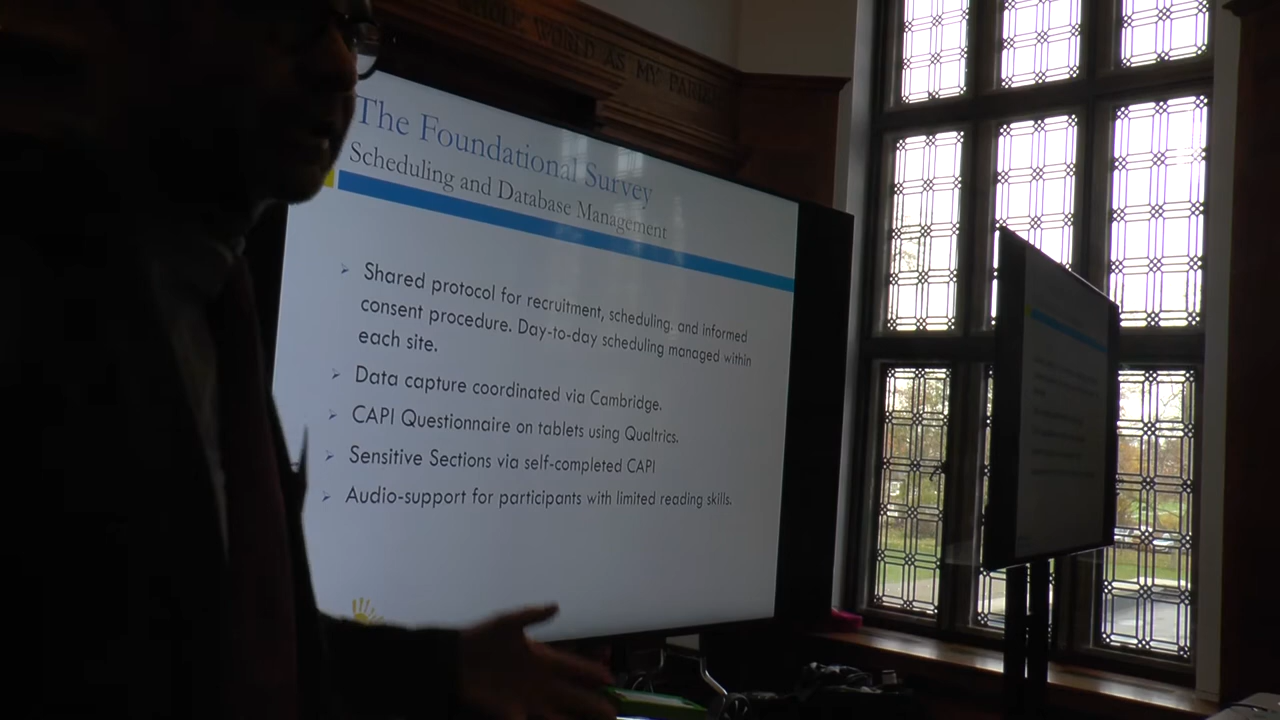 WHOLE WORLD AS MY PARISH
The Foundational Survey
Scheduling and Database Management
Shared protocol for recruitment, scheduling. and informed
consent procedure. Day-to-day scheduling managed within
each site.
Data capture coordinated via Cambridge.
CAPI Questionnaire on tablets using Qualtrics.
Sensitive Sections via self-completed CAPI
Audio-support for participants with limited reading skills.